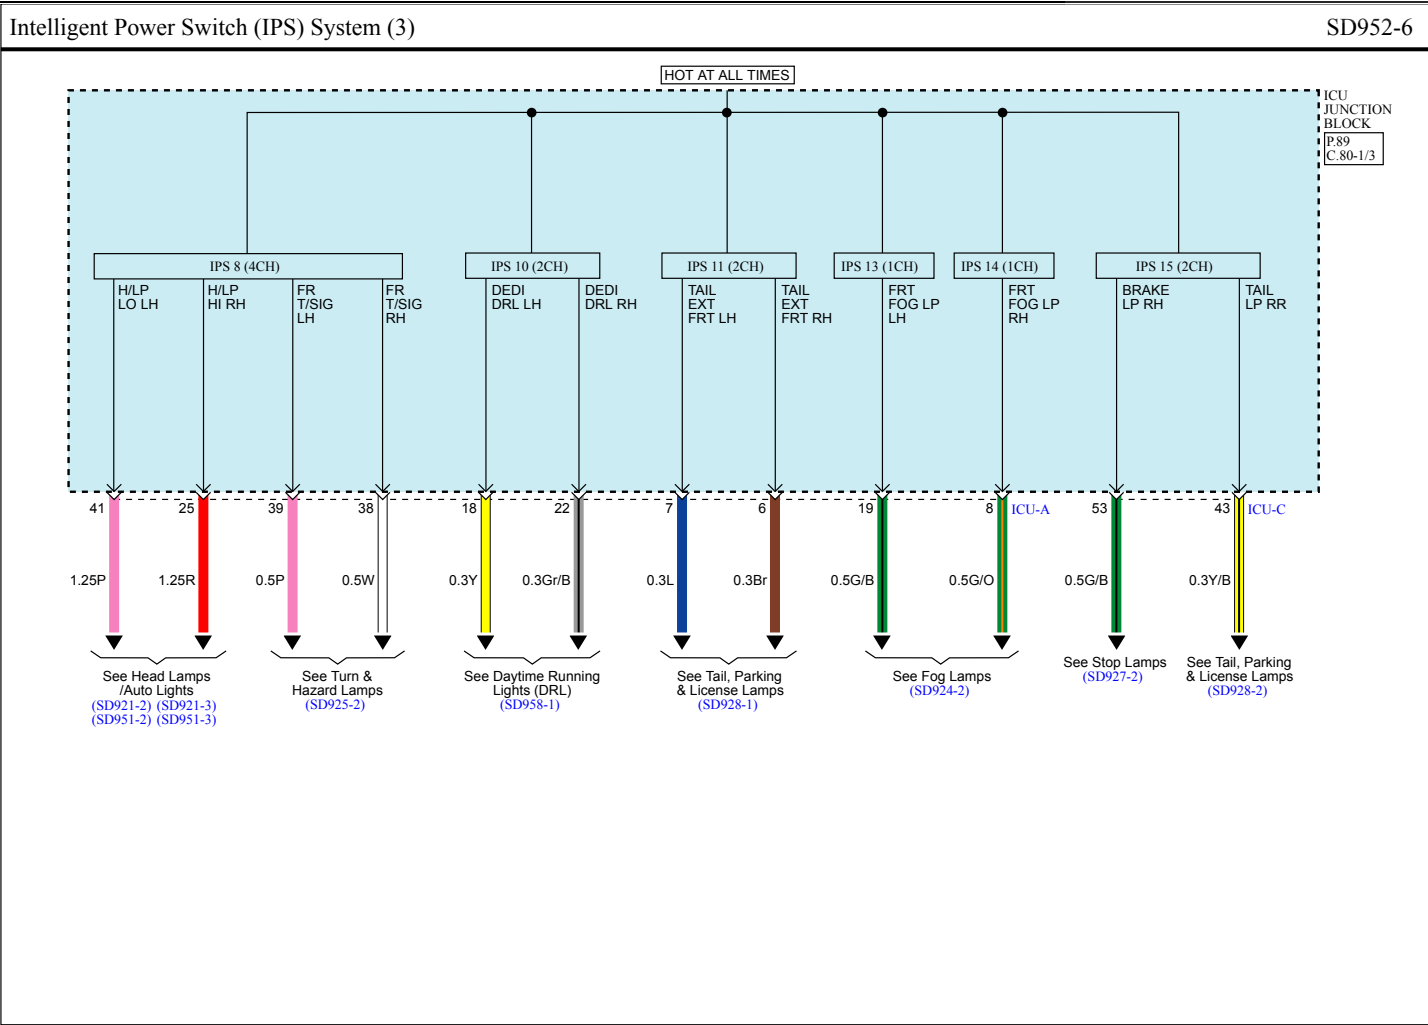 Intelligent Power Switch (IPS) System (3)
SD952-6
HOT AT ALL TIMES
ICU
JUNCTION
BLOCK
P.89
C.80-1/3
IPS 8 (4CH)
IPS 10 (2CH)
IPS 11 (2CH)
IPS 13 (1CH)
IPS 14 (1CH)
IPS 15 (2CH)
H/LP
LO LH
H/LP
HI RH
FR
T/SIG
LH
FR
T/SIG
RH
DEDI
DRL LH
DEDI
DRL RH
TAIL
EXT
FRT LH
TAIL
EXT
FRT RH
FRT
FOG LP
LH
FRT
FOG LP
RH
BRAKE
LP RH
TAIL
LP RR
41
25
39
38
18
22
7
6
19
8
ICU-A
53
43
ICU-C
1.25P
1.25R
0.5P
0.5W
0.3Y
0.3Gr/B
0.3L
0.3Br
0.5G/B
0.5G/O
0.5G/B
0.3Y/B
See Head Lamps
/Auto Lights
(SD921-2) (SD921-3)
(SD951-2) (SD951-3)
See Turn &
Hazard Lamps
(SD925-2)
See Daytime Running
Lights (DRL)
(SD958-1)
See Tail, Parking
& License Lamps
(SD928-1)
See Fog Lamps
(SD924-2)
See Stop Lamps
(SD927-2)
See Tail, Parking
& License Lamps
(SD928-2)